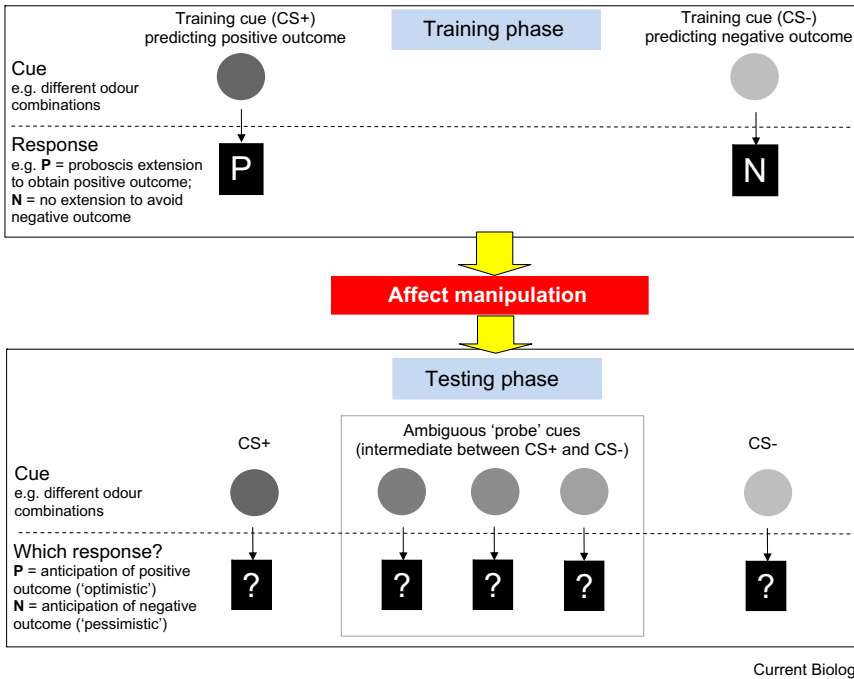 Training cue (CS+)
predicting positive outcome
Training phase
Training cue (CS-)
predicting negative outcome
Cue
e.g. different odour
combinations
Response
e.g. P = proboscis extension
to obtain positive outcome;
N = no extension to avoid
negative outcome
P
N
Affect manipulation
Testing phase
CS+
Ambiguous ‘probe’ cues
(intermediate between CS+ and CS-)
CS-
Cue
e.g. different odour
combinations
Which response?
P = anticipation of positive
outcome (‘optimistic’)
N = anticipation of negative
outcome (‘pessimistic’)
? ? ? ? ?
Current Biolog